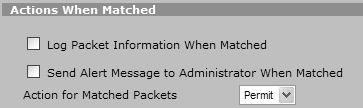 Actions When Matched
Log Packet Information When Matched
Send Alert Message to Administrator When Matched
Action for Matched Packets Permit